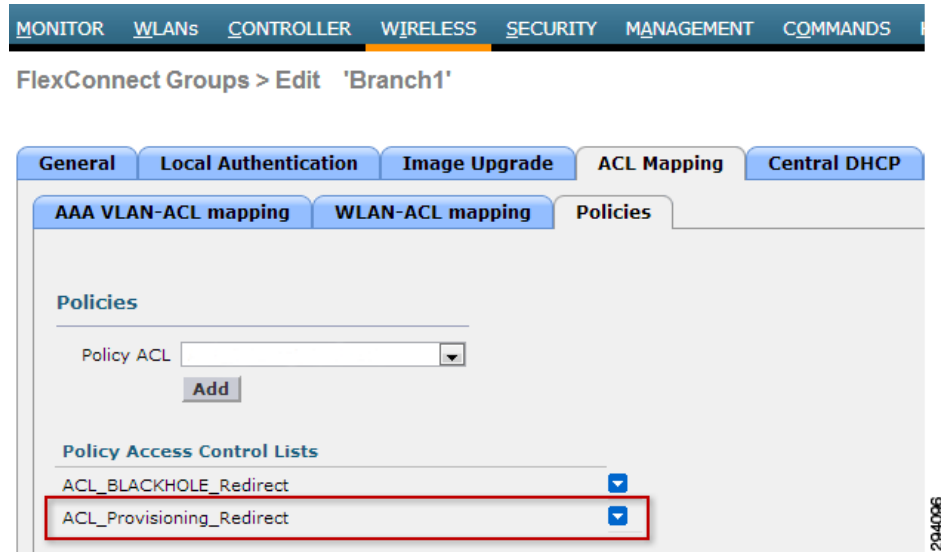 MONITOR WLANs CONTROLLER WIRELESS SECURITY MANAGEMENT COMMANDS
FlexConnect Groups > Edit 'Branch1'
General Local Authentication Image Upgrade ACL Mapping Central DHCP
AAA VLAN-ACL mapping WLAN-ACL mapping Policies
Policies
Policy ACL
Add
Policy Access Control Lists
ACL_BLACKHOLE_Redirect
ACL_Provisioning_Redirect
294096